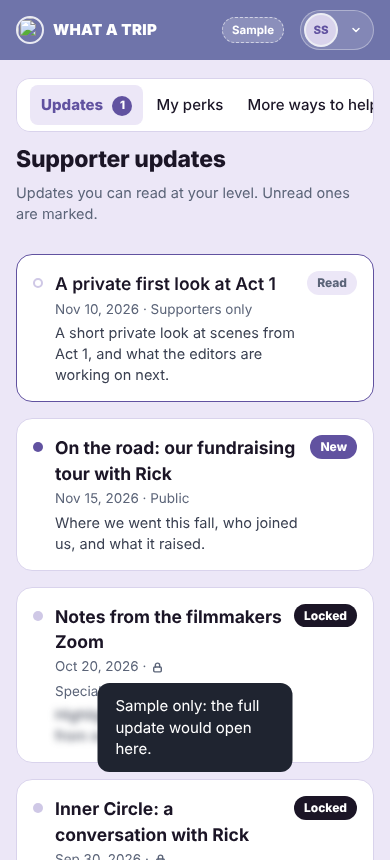 WHAT A TRIP
Sample
SS
Updates 1
My perks
More ways to help
Supporter updates
Updates you can read at your level. Unread ones
are marked.
A private first look at Act 1
Read
Nov 10, 2026 · Supporters only
A short private look at scenes from
Act 1, and what the editors are
working on next.
On the road: our fundraising
tour with Rick
New
Nov 15, 2026 · Public
Where we went this fall, who joined
us, and what it raised.
Notes from the filmmakers
Zoom
Locked
Oct 20, 2026 ·
Sample only: the full
update would open
here.
Inner Circle: a
conversation with Rick
Locked
Sep 30, 2026 ·